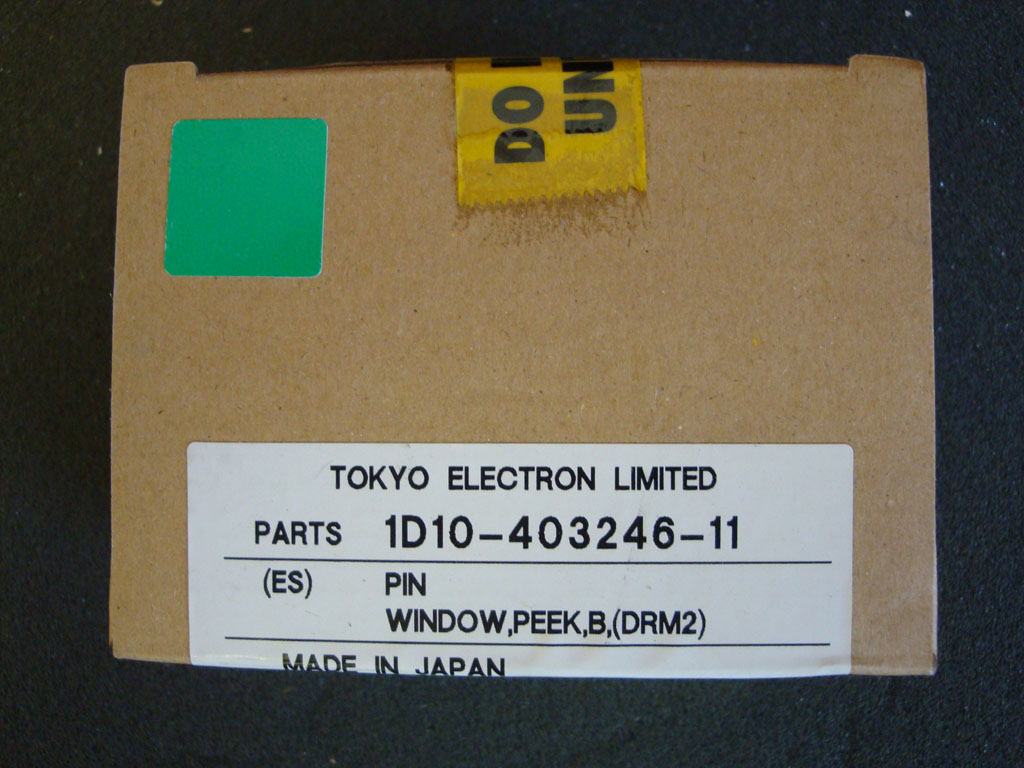 DO
UN
TOKYO ELECTRON LIMITED
PARTS 1D10-403246-11
(ES) PIN
WINDOW,PEEK,B,(DRM2)
MADE IN JAPAN